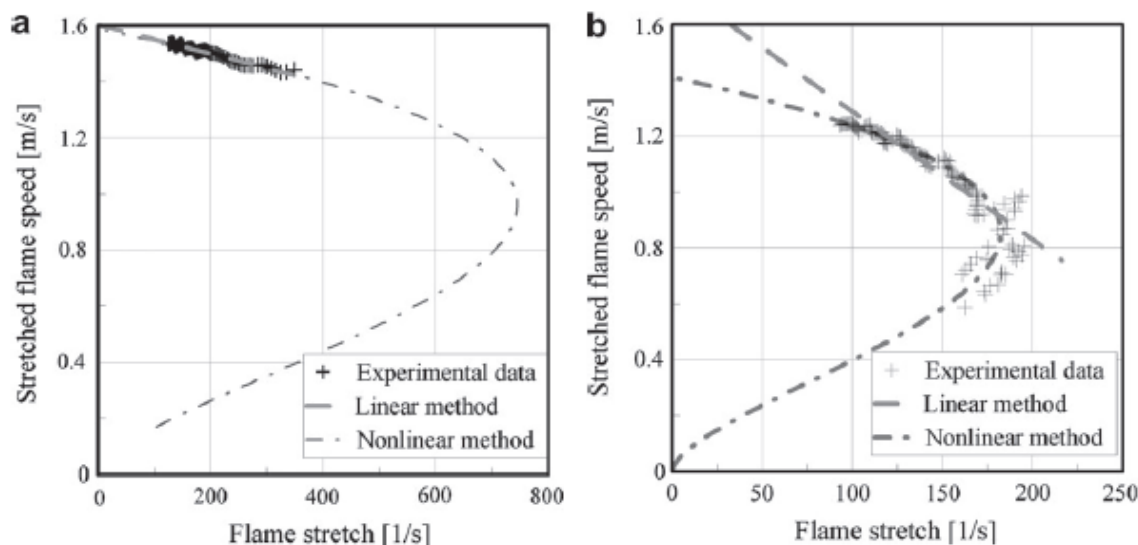 a
1.6
1.2
0.8
0.4
0
Stretched flame speed [m/s]
Experimental data
Linear method
Nonlinear method
0
200
400
600
800
Flame stretch [1/s]
b
1.6
1.2
0.8
0.4
0
Stretched flame speed [m/s]
Experimental data
Linear method
Nonlinear method
0
50
100
150
200
250
Flame stretch [1/s]